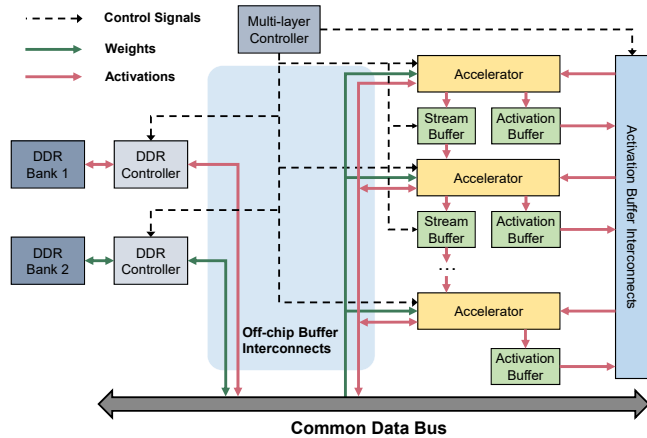 Control Signals
Weights
Activations
Multi-layer
Controller
Accelerator
Stream
Buffer
Activation
Buffer
DDR
Bank 1
DDR
Controller
Accelerator
Stream
Buffer
Activation
Buffer
DDR
Bank 2
DDR
Controller
...
Accelerator
Off-chip Buffer
Interconnects
Activation
Buffer
Activation Buffer Interconnects
Common Data Bus